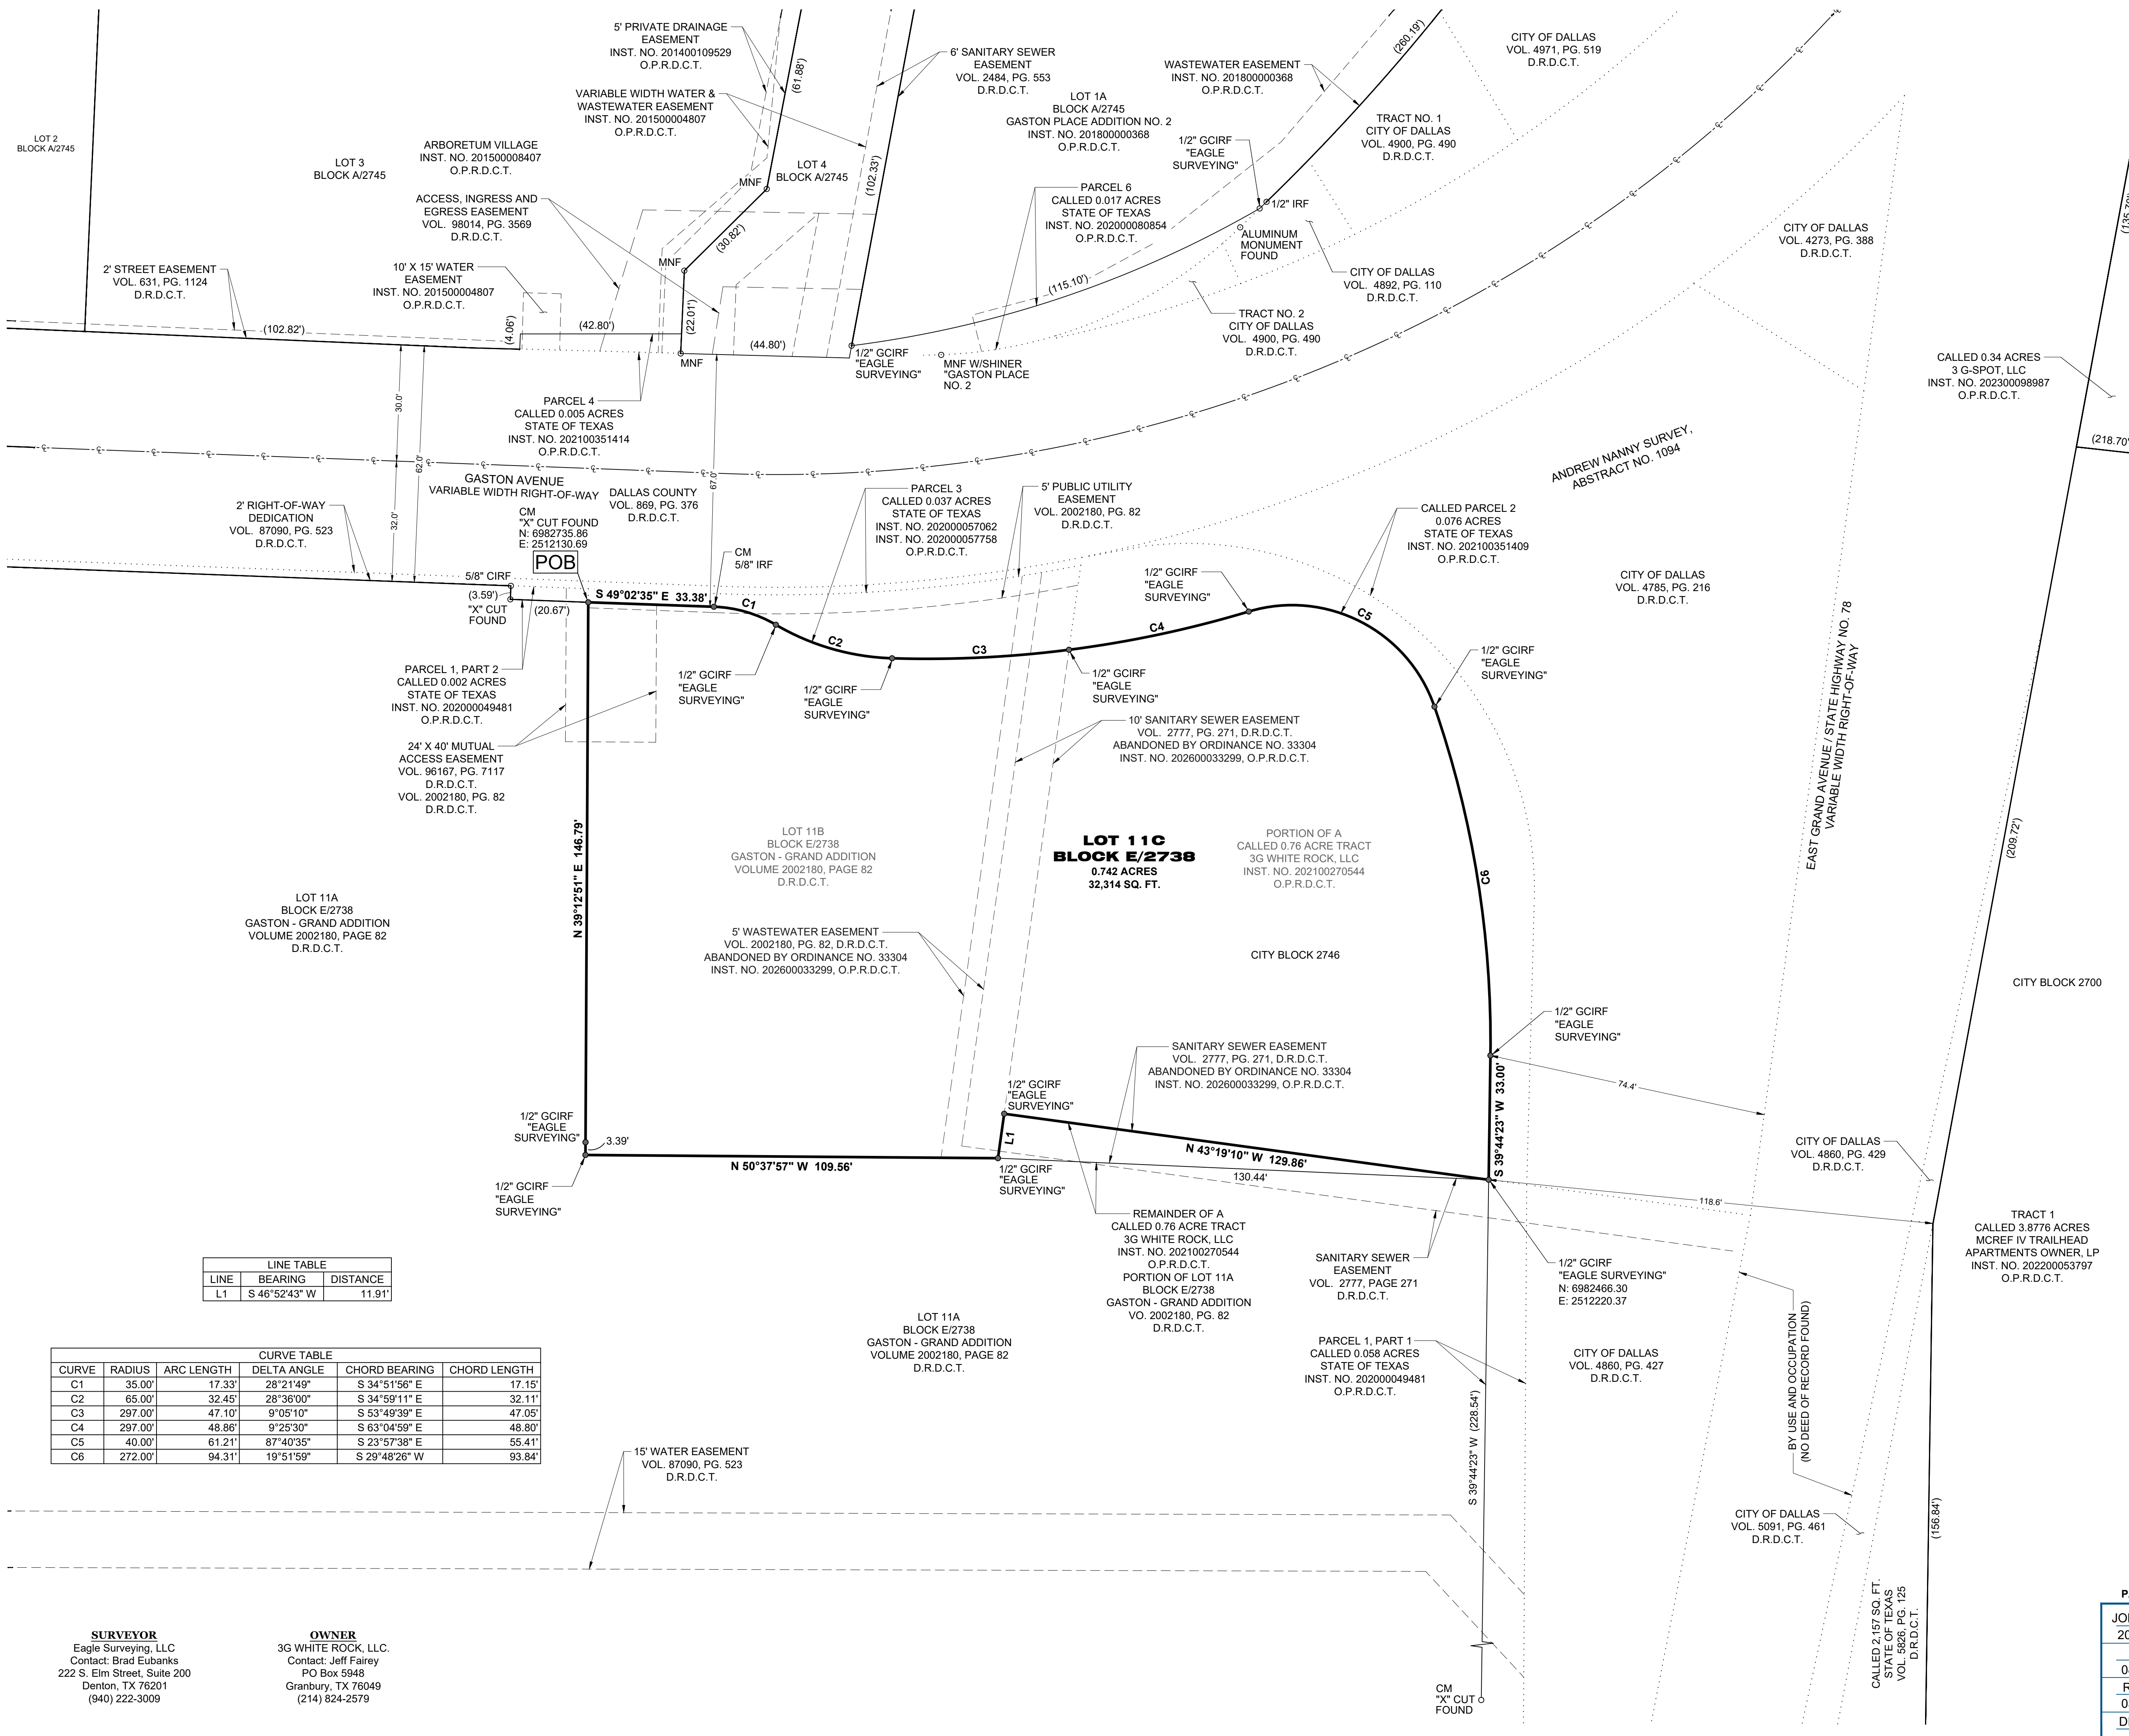 5' PRIVATE DRAINAGE
EASEMENT
INST. NO. 201400109529
O.P.R.D.C.T.
(61.88')
6' SANITARY SEWER
EASEMENT
VOL. 2484, PG. 553
D.R.D.C.T.
VARIABLE WIDTH WATER &
WASTEWATER EASEMENT
INST. NO. 201500004807
O.P.R.D.C.T.
WASTEWATER EASEMENT
INST. NO. 201800000368
O.P.R.D.C.T.
(260.19')
CITY OF DALLAS
VOL. 4971, PG. 519
D.R.D.C.T.
LOT 1A
BLOCK A/2745
GASTON PLACE ADDITION NO. 2
INST. NO. 201800000368
O.P.R.D.C.T.
TRACT NO. 1
CITY OF DALLAS
VOL. 4900, PG. 490
D.R.D.C.T.
1/2" GCIRF
"EAGLE
SURVEYING"
LOT 2
BLOCK A/2745
LOT 3
BLOCK A/2745
ARBORETUM VILLAGE
INST. NO. 201500008407
O.P.R.D.C.T.
LOT 4
BLOCK A/2745
MNF
(102.33')
ACCESS, INGRESS AND
EGRESS EASEMENT
VOL. 98014, PG. 3569
D.R.D.C.T.
PARCEL 6
CALLED 0.017 ACRES
STATE OF TEXAS
INST. NO. 202000080854
O.P.R.D.C.T.
1/2" IRF
ALUMINUM
MONUMENT
FOUND
CITY OF DALLAS
VOL. 4273, PG. 388
D.R.D.C.T.
(30.82')
MNF
2' STREET EASEMENT
VOL. 631, PG. 1124
D.R.D.C.T.
10' X 15' WATER
EASEMENT
INST. NO. 201500004807
O.P.R.D.C.T.
CITY OF DALLAS
VOL. 4892, PG. 110
D.R.D.C.T.
(115.10')
(102.82')
(4.06')
(42.80')
(22.01')
(44.80')
MNF
TRACT NO. 2
CITY OF DALLAS
VOL. 4900, PG. 490
D.R.D.C.T.
1/2" GCIRF
"EAGLE
SURVEYING"
MNF W/SHINER
"GASTON PLACE
NO. 2
CALLED 0.34 ACRES
3 G-SPOT, LLC
INST. NO. 202300098987
O.P.R.D.C.T.
(218.70'
PARCEL 4
CALLED 0.005 ACRES
STATE OF TEXAS
INST. NO. 202100351414
O.P.R.D.C.T.
30.0'
62.0'
67.0'
32.0'
ANDREW NANNY SURVEY,
ABSTRACT NO. 1094
GASTON AVENUE
VARIABLE WIDTH RIGHT-OF-WAY
DALLAS COUNTY
VOL. 869, PG. 376
D.R.D.C.T.
2' RIGHT-OF-WAY
DEDICATION
VOL. 87090, PG. 523
D.R.D.C.T.
CM
"X" CUT FOUND
N: 6982735.86
E: 2512130.69
POB
PARCEL 3
CALLED 0.037 ACRES
STATE OF TEXAS
INST. NO. 202000057062
INST. NO. 202000057758
O.P.R.D.C.T.
5' PUBLIC UTILITY
EASEMENT
VOL. 2002180, PG. 82
D.R.D.C.T.
CALLED PARCEL 2
0.076 ACRES
STATE OF TEXAS
INST. NO. 202100351409
O.P.R.D.C.T.
CM
5/8" IRF
5/8" CIRF
(3.59')
"X" CUT
FOUND
(20.67')
S 49°02'35" E 33.38'
C1
C2
C3
C4
C5
1/2" GCIRF
"EAGLE
SURVEYING"
CITY OF DALLAS
VOL. 4785, PG. 216
D.R.D.C.T.
EAST GRAND AVENUE / STATE HIGHWAY NO. 78
VARIABLE WIDTH RIGHT-OF-WAY
1/2" GCIRF
"EAGLE
SURVEYING"
1/2" GCIRF
"EAGLE
SURVEYING"
1/2" GCIRF
"EAGLE
SURVEYING"
1/2" GCIRF
"EAGLE
SURVEYING"
PARCEL 1, PART 2
CALLED 0.002 ACRES
STATE OF TEXAS
INST. NO. 202000049481
O.P.R.D.C.T.
24' X 40' MUTUAL
ACCESS EASEMENT
VOL. 96167, PG. 7117
D.R.D.C.T.
VOL. 2002180, PG. 82
D.R.D.C.T.
10' SANITARY SEWER EASEMENT
VOL. 2777, PG. 271, D.R.D.C.T.
ABANDONED BY ORDINANCE NO. 33304
INST. NO. 202600033299, O.P.R.D.C.T.
N 39°12'51" E 146.79'
LOT 11B
BLOCK E/2738
GASTON - GRAND ADDITION
VOLUME 2002180, PAGE 82
D.R.D.C.T.
LOT 11C
BLOCK E/2738
0.742 ACRES
32,314 SQ. FT.
PORTION OF A
CALLED 0.76 ACRE TRACT
3G WHITE ROCK, LLC
INST. NO. 202100270544
O.P.R.D.C.T.
C6
(209.72')
LOT 11A
BLOCK E/2738
GASTON - GRAND ADDITION
VOLUME 2002180, PAGE 82
D.R.D.C.T.
5' WASTEWATER EASEMENT
VOL. 2002180, PG. 82, D.R.D.C.T.
ABANDONED BY ORDINANCE NO. 33304
INST. NO. 202600033299, O.P.R.D.C.T.
CITY BLOCK 2746
CITY BLOCK 2700
1/2" GCIRF
"EAGLE
SURVEYING"
SANITARY SEWER EASEMENT
VOL. 2777, PG. 271, D.R.D.C.T.
ABANDONED BY ORDINANCE NO. 33304
INST. NO. 202600033299, O.P.R.D.C.T.
74.4'
S 39°44'23" W 33.00'
1/2" GCIRF
"EAGLE
SURVEYING"
1/2" GCIRF
"EAGLE
SURVEYING"
3.39'
L1
N 43°19'10" W 129.86'
N 50°37'57" W 109.56'
130.44'
1/2" GCIRF
"EAGLE
SURVEYING"
1/2" GCIRF
"EAGLE
SURVEYING"
CITY OF DALLAS
VOL. 4860, PG. 429
D.R.D.C.T.
118.6'
REMAINDER OF A
CALLED 0.76 ACRE TRACT
3G WHITE ROCK, LLC
INST. NO. 202100270544
O.P.R.D.C.T.
PORTION OF LOT 11A
BLOCK E/2738
GASTON - GRAND ADDITION
VO. 2002180, PG. 82
D.R.D.C.T.
SANITARY SEWER
EASEMENT
VOL. 2777, PAGE 271
D.R.D.C.T.
1/2" GCIRF
"EAGLE SURVEYING"
N: 6982466.30
E: 2512220.37
TRACT 1
CALLED 3.8776 ACRES
MCREF IV TRAILHEAD
APARTMENTS OWNER, LP
INST. NO. 202200053797
O.P.R.D.C.T.
LINE TABLE
LINE BEARING DISTANCE
L1 S 46°52'43" W 11.91'
LOT 11A
BLOCK E/2738
GASTON - GRAND ADDITION
VOLUME 2002180, PAGE 82
D.R.D.C.T.
PARCEL 1, PART 1
CALLED 0.058 ACRES
STATE OF TEXAS
INST. NO. 202000049481
O.P.R.D.C.T.
CITY OF DALLAS
VOL. 4860, PG. 427
D.R.D.C.T.
BY USE AND OCCUPATION
(NO DEED OF RECORD FOUND)
CURVE TABLE
CURVE RADIUS ARC LENGTH DELTA ANGLE CHORD BEARING CHORD LENGTH
C1 35.00' 17.33' 28°21'49" S 34°51'56" E 17.15'
C2 65.00' 32.45' 28°36'00" S 34°59'11" E 32.11'
C3 297.00' 47.10' 9°05'10" S 53°49'39" E 47.05'
C4 297.00' 48.86' 9°25'30" S 63°04'59" E 48.80'
C5 40.00' 61.21' 87°40'35" S 23°57'38" E 55.41'
C6 272.00' 94.31' 19°51'59" S 29°48'26" W 93.84'
S 39°44'23" W (228.54')
15' WATER EASEMENT
VOL. 87090, PG. 523
D.R.D.C.T.
CITY OF DALLAS
VOL. 5091, PG. 461
D.R.D.C.T.
(156.84')
CALLED 2,157 SQ. FT.
STATE OF TEXAS
VOL. 5826, PG. 125
D.R.D.C.T.
SURVEYOR
Eagle Surveying, LLC
Contact: Brad Eubanks
222 S. Elm Street, Suite 200
Denton, TX 76201
(940) 222-3009
OWNER
3G WHITE ROCK, LLC.
Contact: Jeff Fairey
PO Box 5948
Granbury, TX 76049
(214) 824-2579
CM
"X" CUT
FOUND